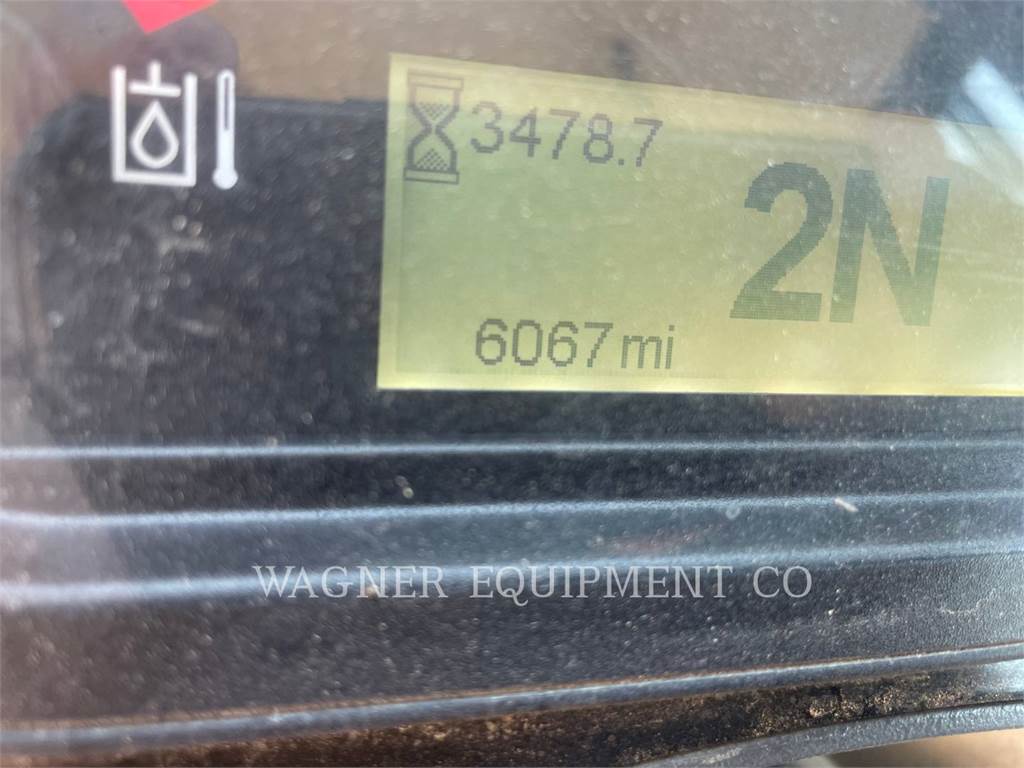 3478.7
2N
6067 mi
WAGNER EQUIPMENT CO